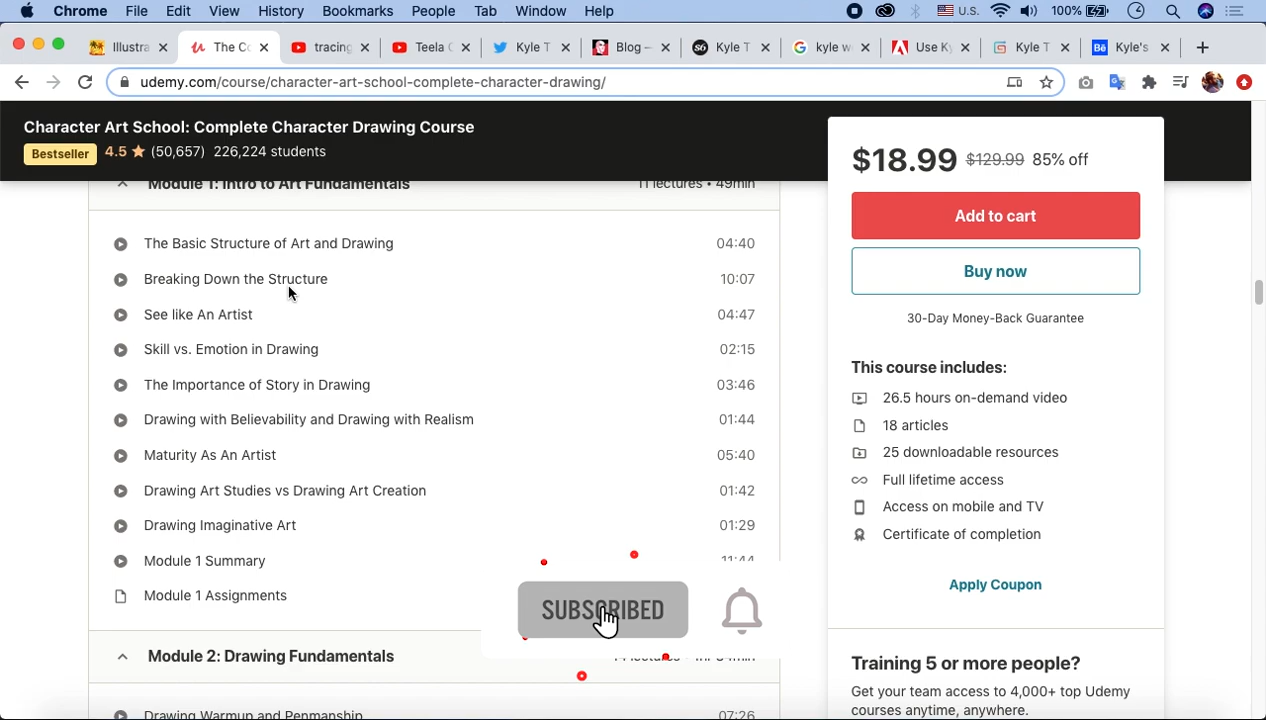 Chrome File Edit View History Bookmarks People Tab Window Help U.S. 100%
Illustra The C tracing Teela C Kyle T Blog – Kyle T kyle w Use Ky Kyle T Kyle's
udemy.com/course/character-art-school-complete-character-drawing/
Character Art School: Complete Character Drawing Course
Bestseller 4.5 (50,657) 226,224 students
Module 1: Intro to Art Fundamentals 11 lectures • 49min
The Basic Structure of Art and Drawing 04:40
Breaking Down the Structure 10:07
See like An Artist 04:47
Skill vs. Emotion in Drawing 02:15
The Importance of Story in Drawing 03:46
Drawing with Believability and Drawing with Realism 01:44
Maturity As An Artist 05:40
Drawing Art Studies vs Drawing Art Creation 01:42
Drawing Imaginative Art 01:29
Module 1 Summary 11:44
Module 1 Assignments
SUBSCRIBED
Module 2: Drawing Fundamentals
Drawing Warmup and Penmanship 07:26
$18.99 $129.99 85% off
Add to cart
Buy now
30-Day Money-Back Guarantee
This course includes:
26.5 hours on-demand video
18 articles
25 downloadable resources
Full lifetime access
Access on mobile and TV
Certificate of completion
Apply Coupon
Training 5 or more people?
Get your team access to 4,000+ top Udemy
courses anytime, anywhere.